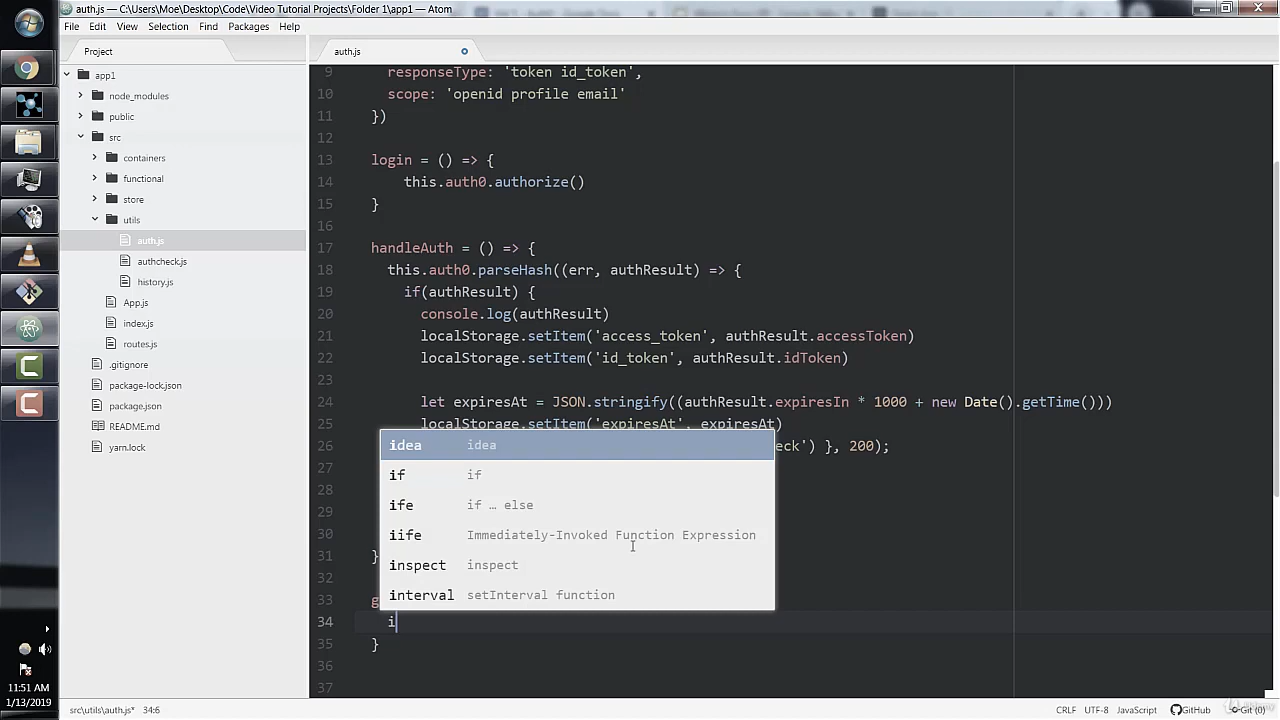 auth.js — C:\Users\Moe\Desktop\Code\Video Tutorial Projects\Folder 1\app1 — Atom
File Edit View Selection Find Packages Help
Project
auth.js
app1
node_modules
public
src
containers
functional
store
utils
auth.js
authcheck.js
history.js
App.js
index.js
routes.js
.gitignore
package-lock.json
package.json
README.md
yarn.lock
9 responseType: 'token id_token',
10 scope: 'openid profile email'
11 })
12
13 login = () => {
14 this.auth0.authorize()
15 }
16
17 handleAuth = () => {
18 this.auth0.parseHash((err, authResult) => {
19 if(authResult) {
20 console.log(authResult)
21 localStorage.setItem('access_token', authResult.accessToken)
22 localStorage.setItem('id_token', authResult.idToken)
23
24 let expiresAt = JSON.stringify((authResult.expiresIn * 1000 + new Date().getTime()))
25 localStorage.setItem('expiresAt', expiresAt)
26 eck') }, 200);
27
28
29
30
31 }
32
33 g
34 i
35 }
36
37
idea idea
if if
ife if … else
iife Immediately-Invoked Function Expression
inspect inspect
interval setInterval function
11:51 AM
1/13/2019
src\utils\auth.js* 34:6
CRLF UTF-8 JavaScript GitHub Git (0)